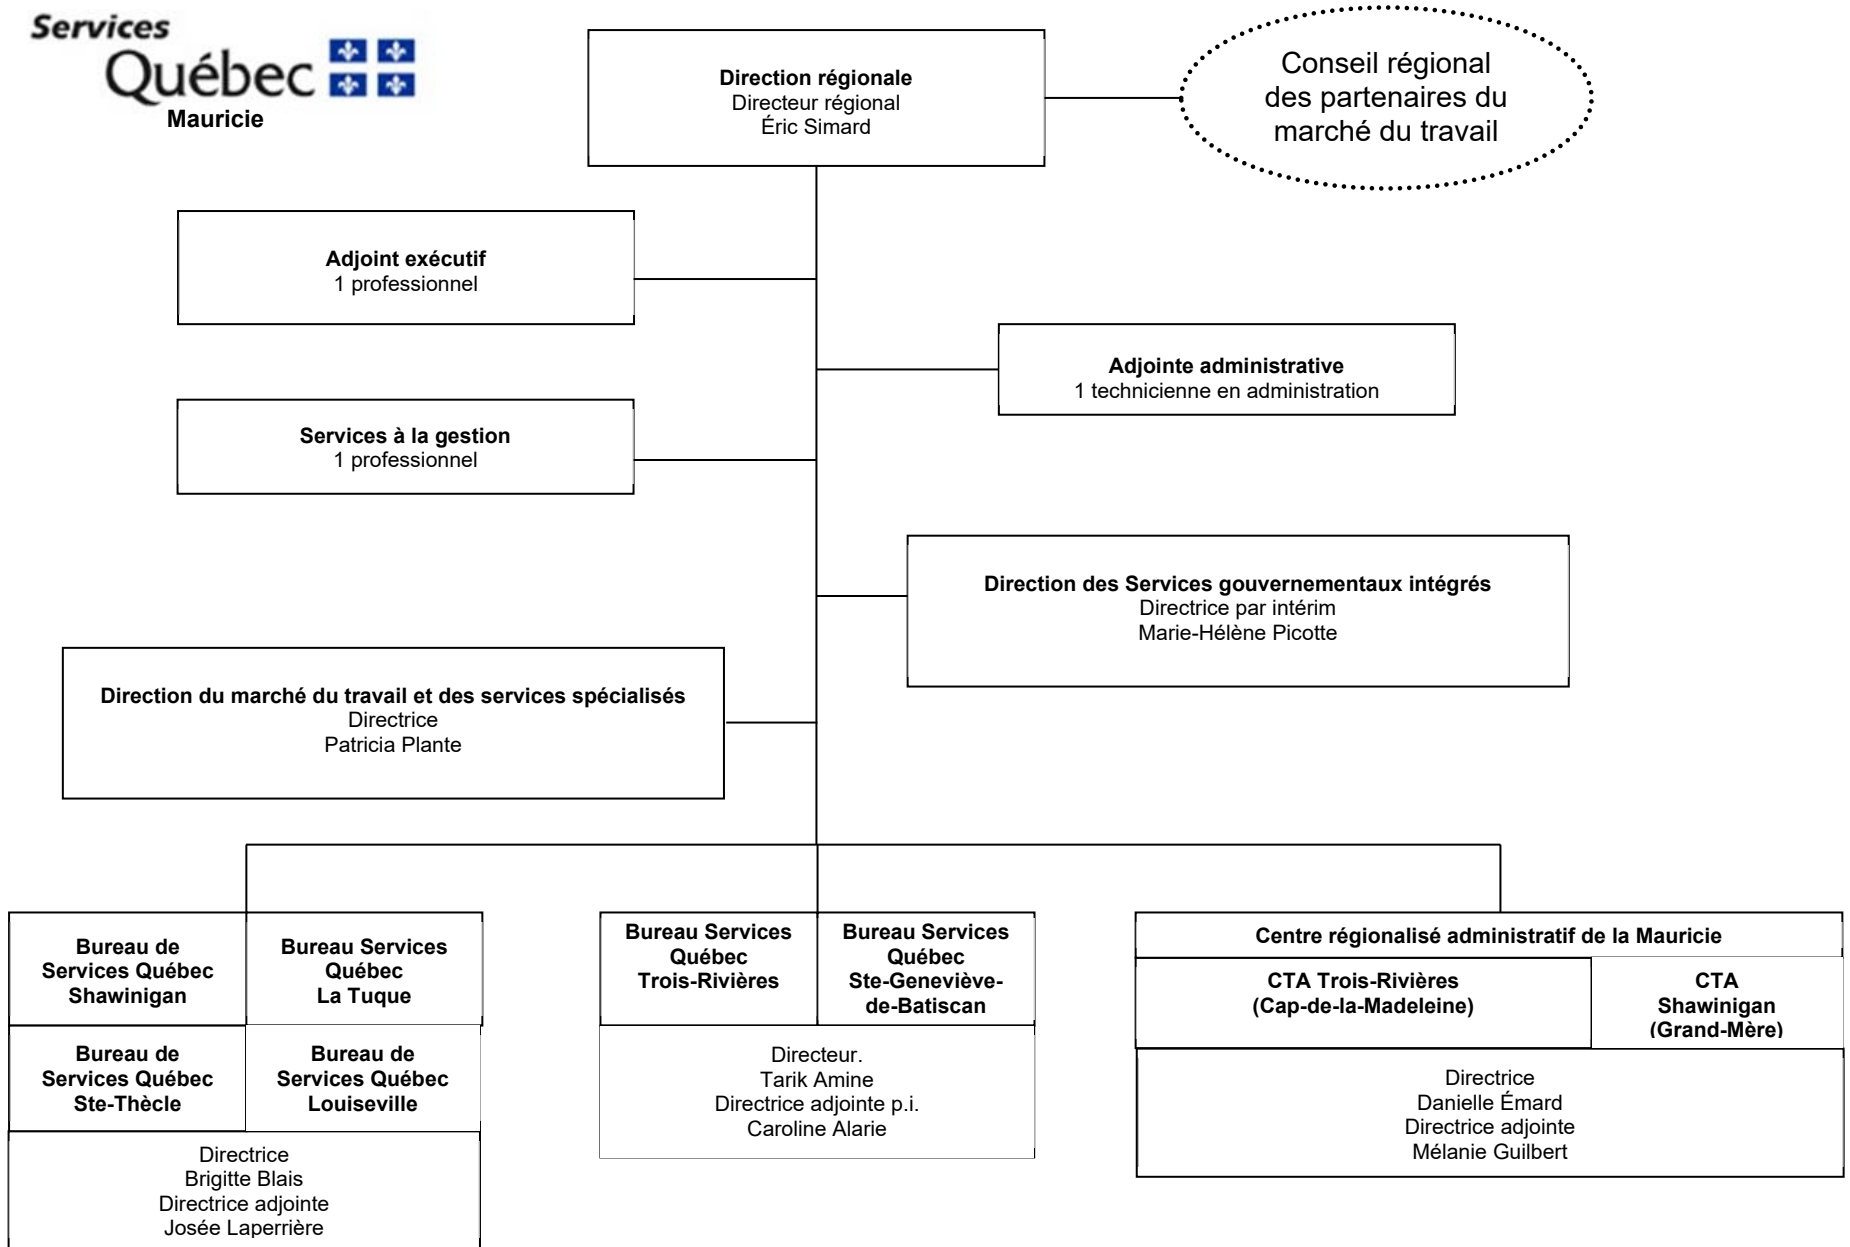 Services
Québec
Mauricie
Direction régionale
Directeur régional
Éric Simard
Conseil régional
des partenaires du
marché du travail
Adjoint exécutif
1 professionnel
Adjointe administrative
1 technicienne en administration
Services à la gestion
1 professionnel
Direction des Services gouvernementaux intégrés
Directrice par intérim
Marie-Hélène Picotte
Direction du marché du travail et des services spécialisés
Directrice
Patricia Plante
Bureau de
Services Québec
Shawinigan
Bureau Services
Québec
La Tuque
Bureau de
Services Québec
Ste-Thècle
Bureau de
Services Québec
Louiseville
Directrice
Brigitte Blais
Directrice adjointe
Josée Laperrière
Bureau Services
Québec
Trois-Rivières
Bureau Services
Québec
Ste-Geneviève-
de-Batiscan
Directeur.
Tarik Amine
Directrice adjointe p.i.
Caroline Alarie
Centre régionalisé administratif de la Mauricie
CTA Trois-Rivières
(Cap-de-la-Madeleine)
CTA
Shawinigan
(Grand-Mère)
Directrice
Danielle Émard
Directrice adjointe
Mélanie Guilbert